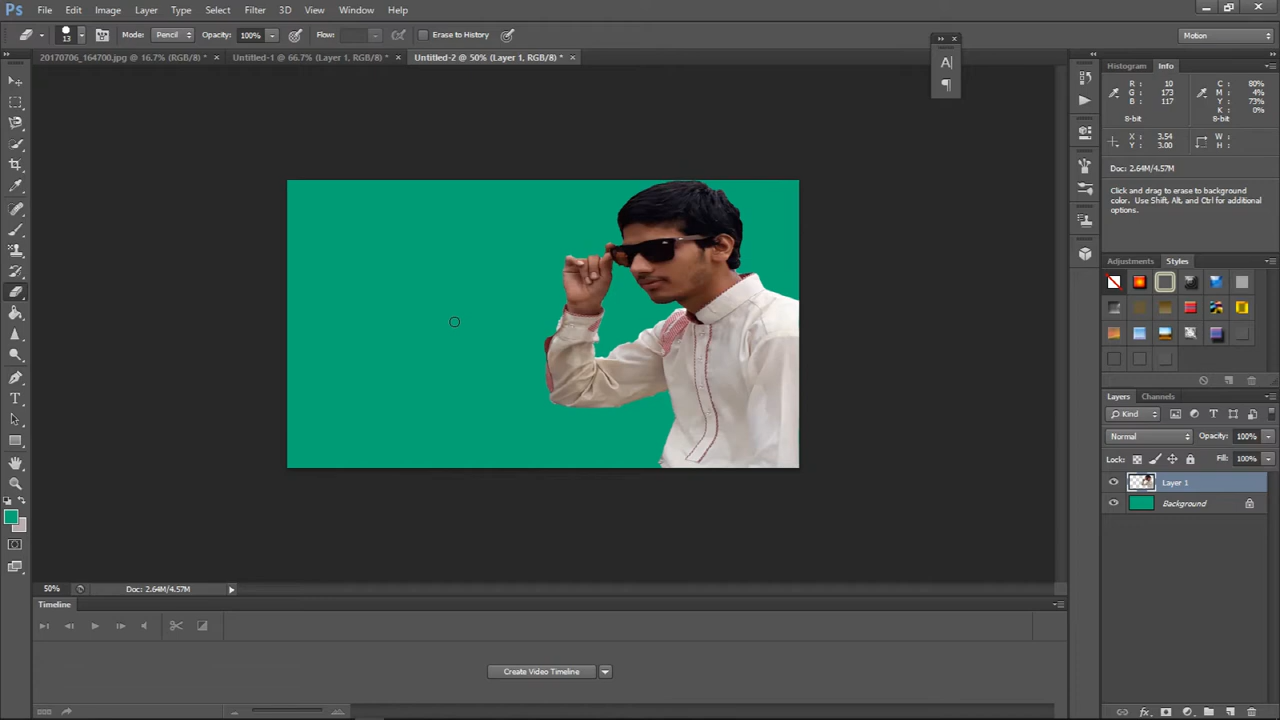 Ps File Edit Image Layer Type Select Filter 3D View Window Help
13 Mode: Pencil Opacity: 100% Flow: Erase to History Motion
20170706_164700.jpg @ 16.7% (RGB/8) * × Untitled-1 @ 66.7% (Layer 1, RGB/8) * × Untitled-2 @ 50% (Layer 1, RGB/8) * ×
A|
¶
Histogram Info
R : 10 C : 80%
G : 173 M : 4%
B : 117 Y : 73%
K : 0%
8-bit 8-bit
X : 3.54 W :
Y : 3.00 H :
Doc: 2.64M/4.57M
Click and drag to erase to background
color. Use Shift, Alt, and Ctrl for additional
options.
Adjustments Styles
Layers Channels
Kind
Normal Opacity: 100%
Lock: Fill: 100%
Layer 1
Background
50% Doc: 2.64M/4.57M
Timeline
Create Video Timeline